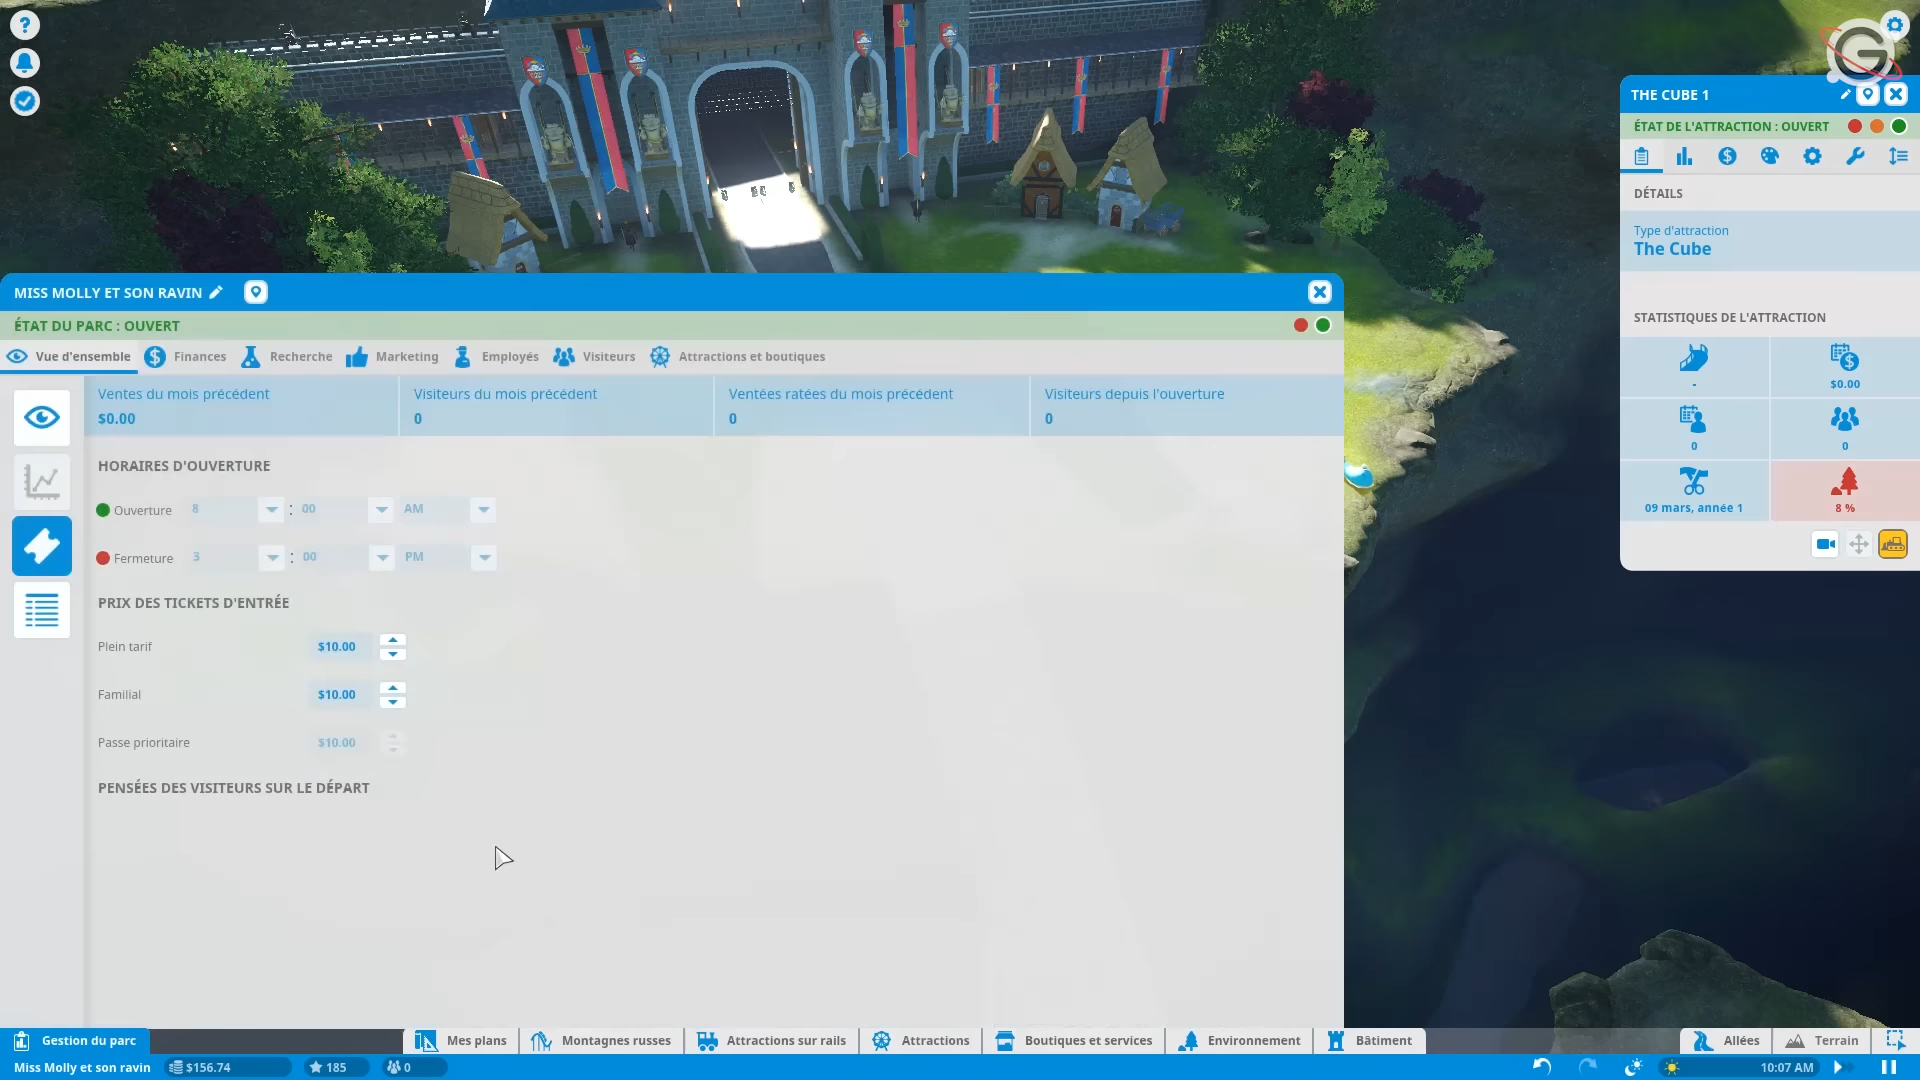 THE CUBE 1
ÉTAT DE L'ATTRACTION : OUVERT
DÉTAILS
Type d'attraction
The Cube
STATISTIQUES DE L'ATTRACTION
-
$0.00
0
0
09 mars, année 1
8 %
MISS MOLLY ET SON RAVIN
ÉTAT DU PARC : OUVERT
Vue d'ensemble
Finances
Recherche
Marketing
Employés
Visiteurs
Attractions et boutiques
Ventes du mois précédent
$0.00
Visiteurs du mois précédent
0
Ventées ratées du mois précédent
0
Visiteurs depuis l'ouverture
0
HORAIRES D'OUVERTURE
Ouverture 8 : 00 AM
Fermeture 3 : 00 PM
PRIX DES TICKETS D'ENTRÉE
Plein tarif $10.00
Familial $10.00
Passe prioritaire $10.00
PENSÉES DES VISITEURS SUR LE DÉPART
Gestion du parc
Mes plans
Montagnes russes
Attractions sur rails
Attractions
Boutiques et services
Environnement
Bâtiment
Allées
Terrain
Miss Molly et son ravin
$156.74
185
0
10:07 AM